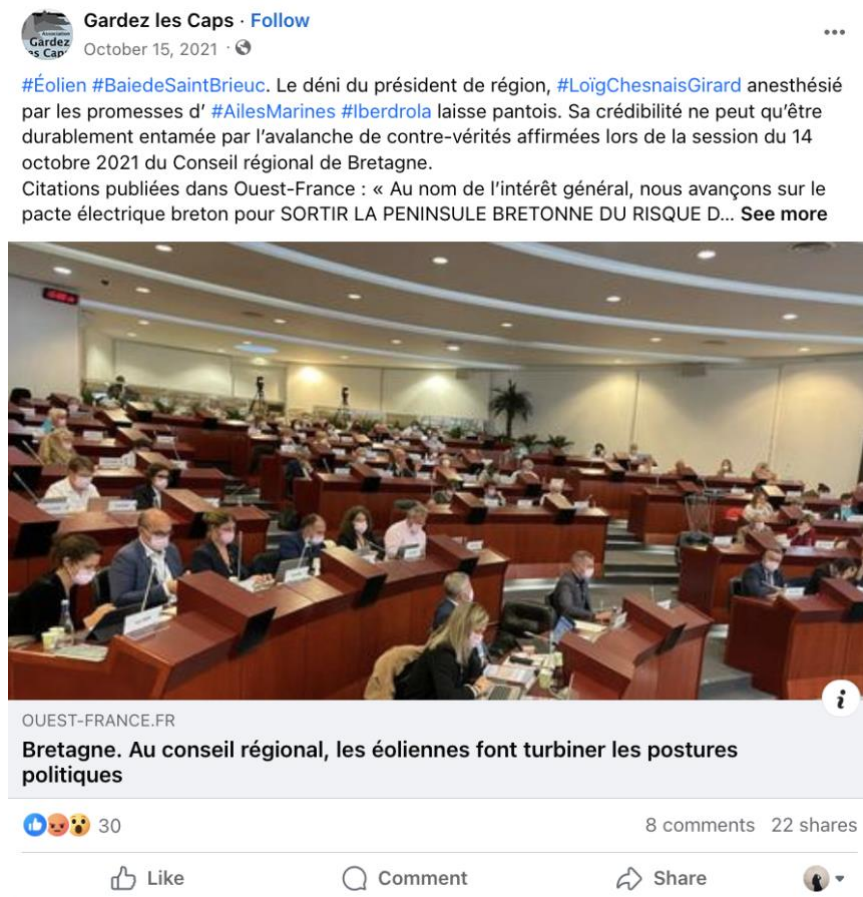 Gardez les Caps · Follow
October 15, 2021 ·
Association
Gardez
es Cap
#Éolien #BaiedeSaintBrieuc. Le déni du président de région, #LoïgChesnaisGirard anesthésié
par les promesses d’ #AilesMarines #Iberdrola laisse pantois. Sa crédibilité ne peut qu’être
durablement entamée par l’avalanche de contre-vérités affirmées lors de la session du 14
octobre 2021 du Conseil régional de Bretagne.
Citations publiées dans Ouest-France : « Au nom de l’intérêt général, nous avançons sur le
pacte électrique breton pour SORTIR LA PENINSULE BRETONNE DU RISQUE D... See more
OUEST-FRANCE.FR
Bretagne. Au conseil régional, les éoliennes font turbiner les postures
politiques
30
8 comments 22 shares
Like
Comment
Share